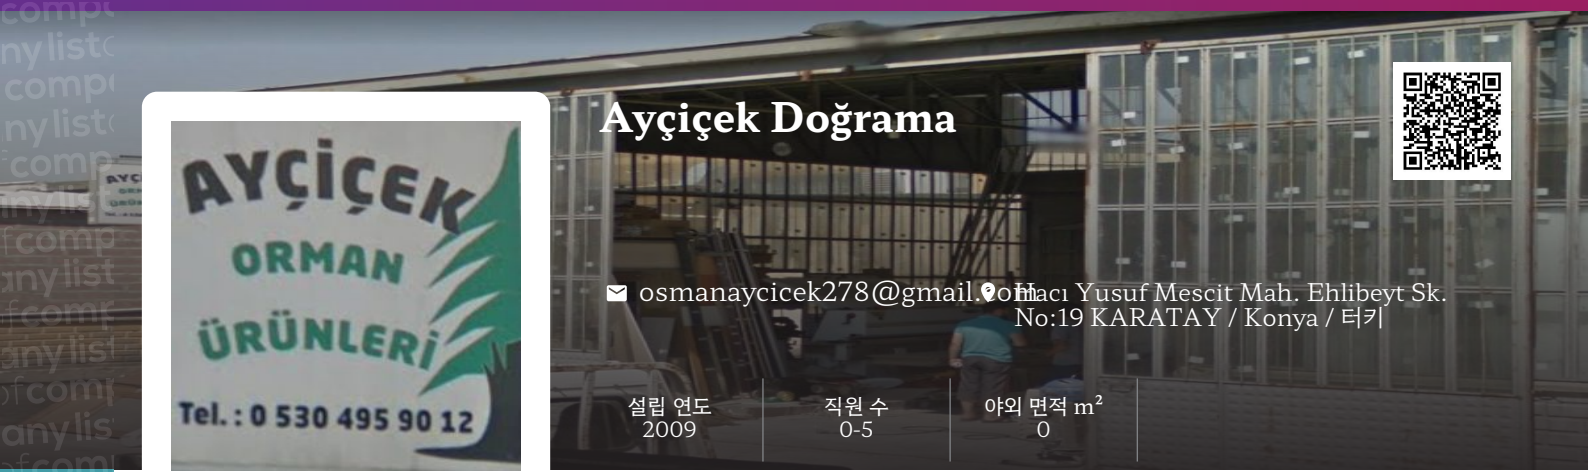 Ayçiçek Doğrama
AYÇİÇEK
ORMAN
ÜRÜNLERİ
Tel. : 0 530 495 90 12
osmanaycicek278@gmail.com
Hacı Yusuf Mescit Mah. Ehlibeyt Sk.
No:19 KARATAY / Konya / 터키
설립 연도
2009
직원 수
0-5
야외 면적 m²
0